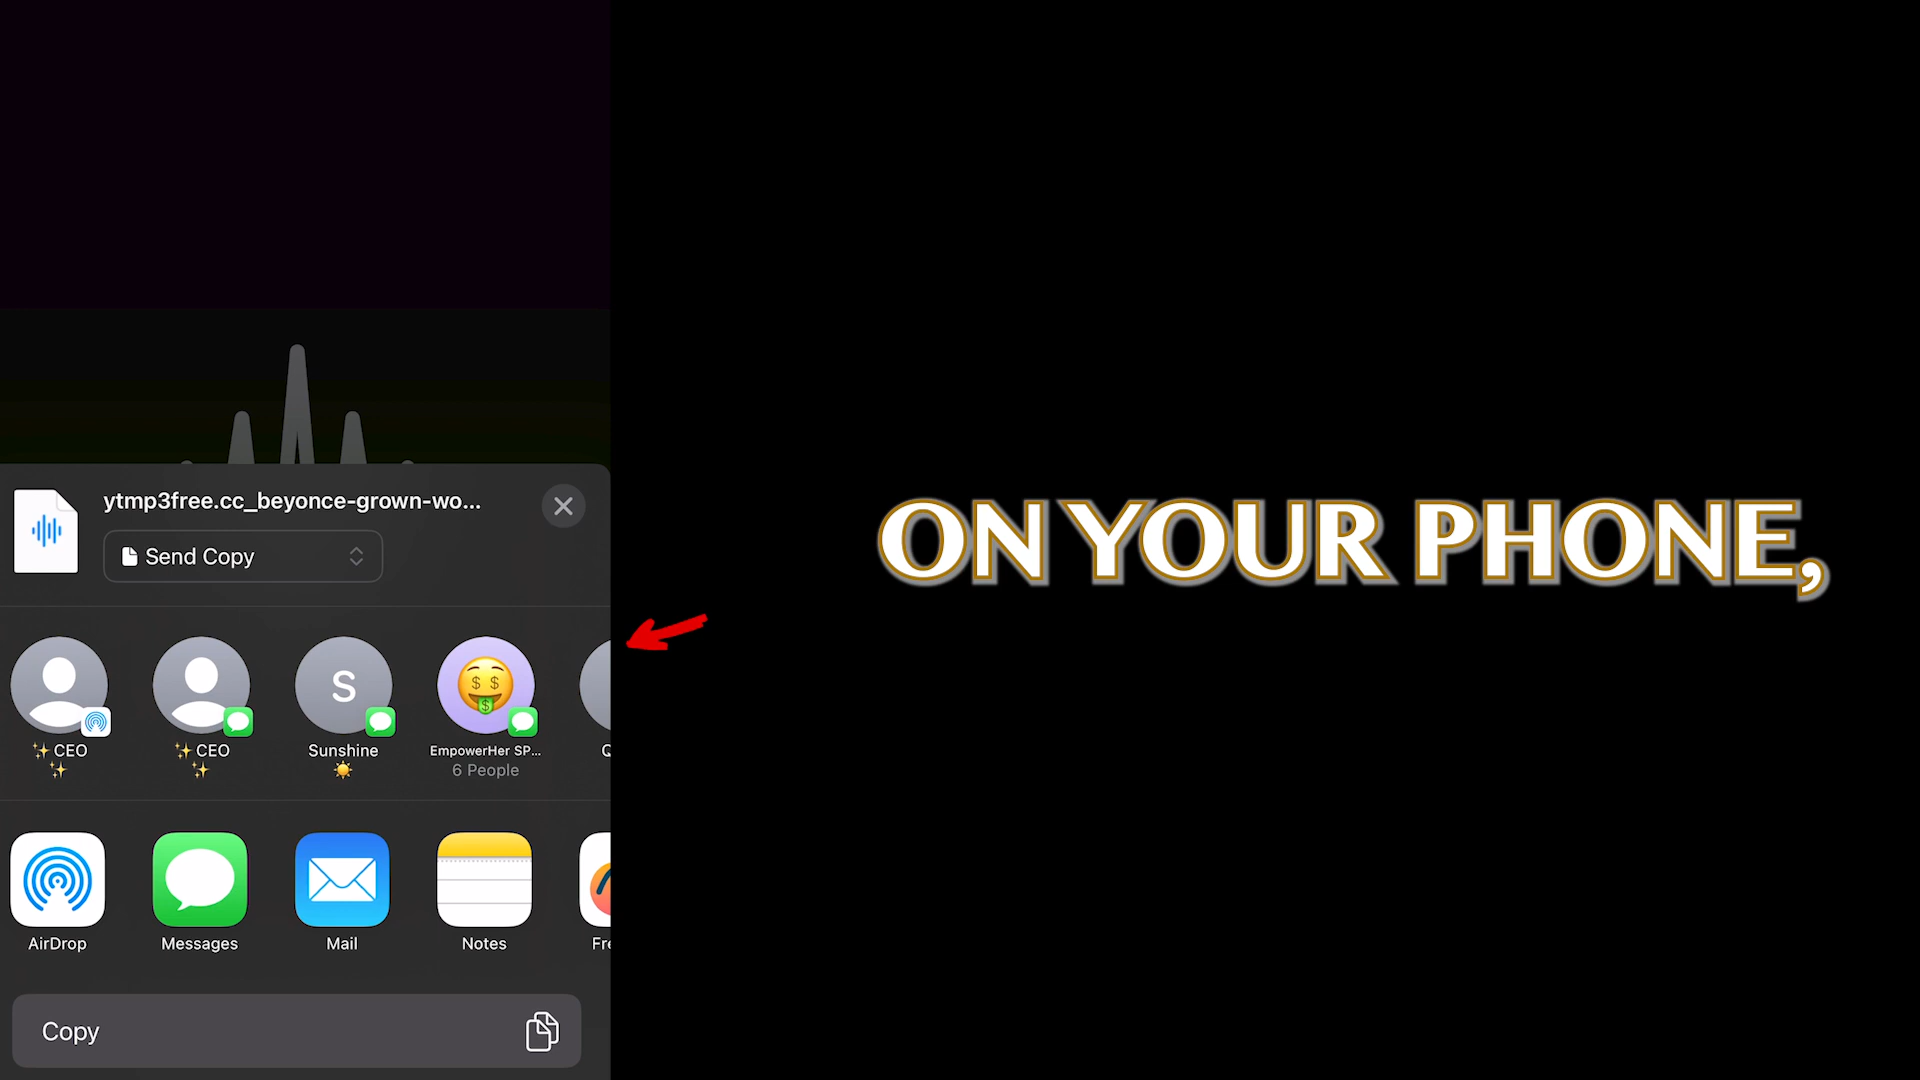 ytmp3free.cc_beyonce-grown-wo...
Send Copy
ON YOUR PHONE,
S
✨CEO
✨
✨CEO
✨
Sunshine
☀️
EmpowerHer SP...
6 People
Q
AirDrop
Messages
Mail
Notes
Fre
Copy